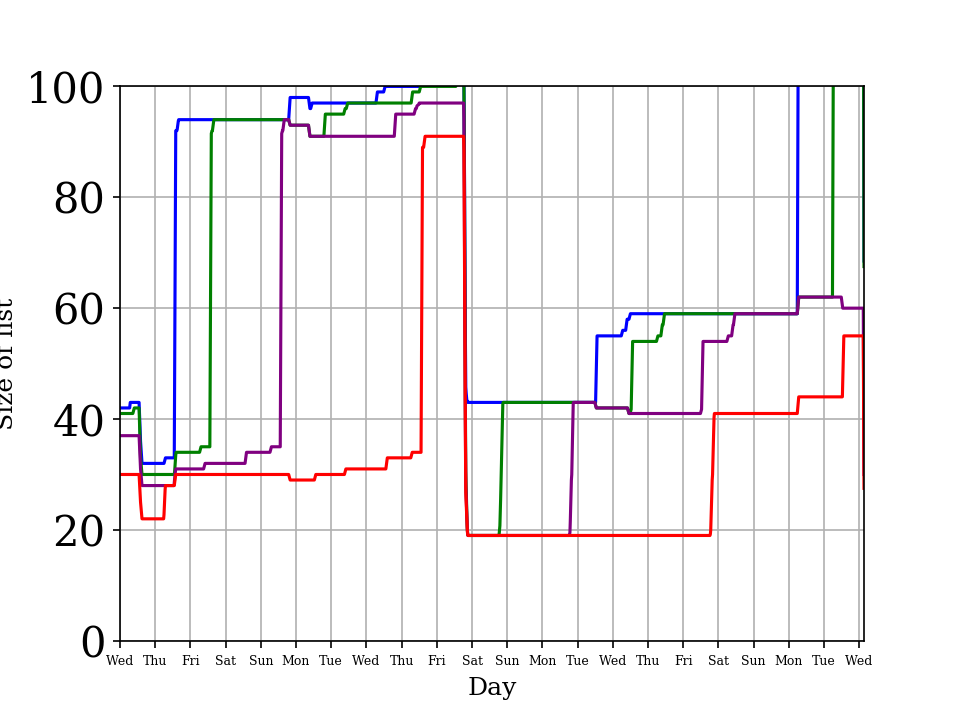 100
80
60
40
20
0
Size of list
Wed Thu Fri Sat Sun Mon Tue Wed Thu Fri Sat Sun Mon Tue Wed Thu Fri Sat Sun Mon Tue Wed
Day